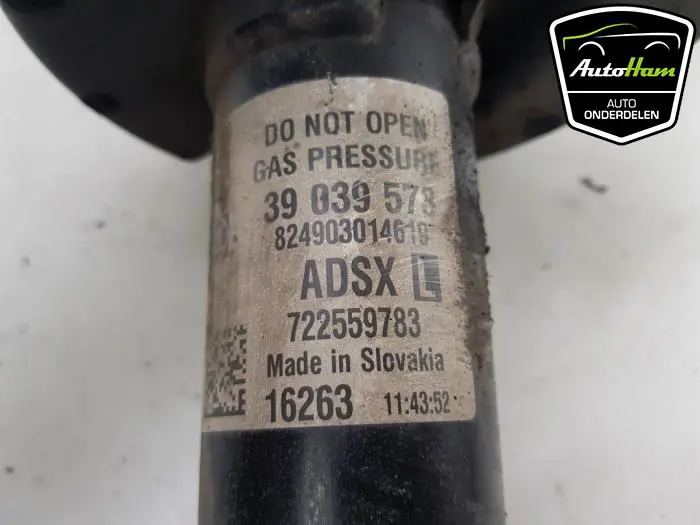 AutoHam
AUTO
ONDERDELEN
DO NOT OPEN
GAS PRESSURE
39 039 573
824903014619
ADSX L
722559783
Made in Slovakia
16263 11:43:52